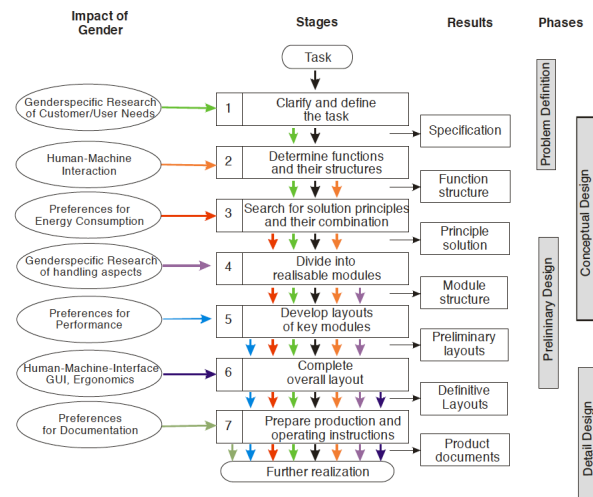 Impact of
Gender
Stages
Results
Phases
Task
Genderspecific Research
of Customer/User Needs
1
Clarify and define
the task
Specification
Problem Definition
Human-Machine
Interaction
2
Determine functions
and their structures
Function
structure
Conceptual Design
Preferences for
Energy Consumption
3
Search for solution principles
and their combination
Principle
solution
Genderspecific Research
of handling aspects
4
Divide into
realisable modules
Module
structure
Prelininary Design
Preferences for
Performance
5
Develop layouts
of key modules
Preliminary
layouts
Human-Machine-Interface
GUI, Ergonomics
6
Complete
overall layout
Definitive
Layouts
Detail Design
Preferences
for Documentation
7
Prepare production and
operating instructions
Product
documents
Further realization